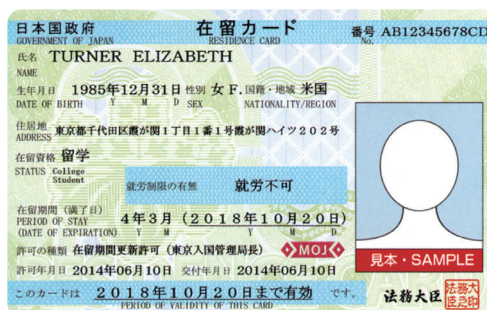 日本国政府 在留カード 番号 AB12345678CD
GOVERNMENT OF JAPAN RESIDENCE CARD No.
氏名 TURNER ELIZABETH
NAME
生年月日 1985年12月31日 性別 女 F. 国籍・地域 米国
DATE OF BIRTH Y M D SEX NATIONALITY/REGION
住居地 東京都千代田区霞が関1丁目1番1号霞が関ハイツ202号
ADDRESS
在留資格 留学
STATUS College
Student
就労制限の有無 就労不可
在留期間(満了日) 4年3月(2018年10月20日)
PERIOD OF STAY
(DATE OF EXPIRATION) Y M Y M D
許可の種類 在留期間更新許可(東京入国管理局長) MOJ
見本・SAMPLE
許可年月日 2014年06月10日 交付年月日 2014年06月10日
このカードは 2018年10月20日まで有効 です。
PERIOD OF VALIDITY OF THIS CARD
法務大臣 法務大臣之印